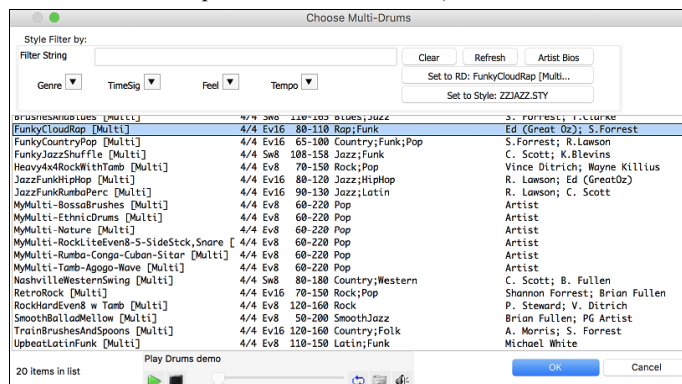 Choose Multi-Drums
Style Filter by:
Filter String
Clear Refresh Artist Bios
Genre TimeSig Feel Tempo
Set to RD: FunkyCloudRap [Multi...
Set to Style: ZZJAZZ.STY
BrushesAndBlues [Multi] 4/4 Sw8 110-165 Blues;Jazz S. Forrest; T.Clarke
FunkyCloudRap [Multi] 4/4 Ev16 80-110 Rap;Funk Ed (Great Oz); S.Forrest
FunkyCountryPop [Multi] 4/4 Ev16 65-100 Country;Funk;Pop S.Forrest; R.Lawson
FunkyJazzShuffle [Multi] 4/4 Sw8 108-158 Jazz;Funk C. Scott; K.Blevins
Heavy4x4RockWithTamb [Multi] 4/4 Ev8 70-150 Rock;Pop Vince Ditrich; Wayne Killius
JazzFunkHipHop [Multi] 4/4 Ev16 80-120 Jazz;HipHop R. Lawson; Ed (GreatOz)
JazzFunkRumbaPerc [Multi] 4/4 Ev16 90-130 Jazz;Latin R. Lawson; C. Scott
MyMulti-BossaBrushes [Multi] 4/4 Ev8 60-220 Pop Artist
MyMulti-EthnicDrums [Multi] 4/4 Ev8 60-220 Pop Artist
MyMulti-Nature [Multi] 4/4 Ev8 60-220 Pop Artist
MyMulti-RockLiteEven8-5-SideStck,Snare [ 4/4 Ev8 60-220 Pop Artist
MyMulti-Rumba-Conga-Cuban-Sitar [Multi] 4/4 Ev8 60-220 Pop Artist
MyMulti-Tamb-Agogo-Wave [Multi] 4/4 Ev8 60-220 Pop Artist
NashvilleWesternSwing [Multi] 4/4 Sw8 80-180 Country;Western C. Scott; B. Fullen
RetroRock [Multi] 4/4 Ev16 70-150 Rock;Pop Shannon Forrest; Brian Fullen
RockHardEven8 w Tamb [Multi] 4/4 Ev8 120-160 Rock P. Steward; V. Ditrich
SmoothBalladMellow [Multi] 4/4 Ev8 50-200 SmoothJazz Brian Fullen; PG Artist
TrainBrushesAndSpoons [Multi] 4/4 Ev16 120-160 Country;Folk A. Morris; S. Forrest
UpbeatLatinFunk [Multi] 4/4 Ev8 110-150 Latin;Funk Michael White
Play Drums demo
20 items in list
OK Cancel